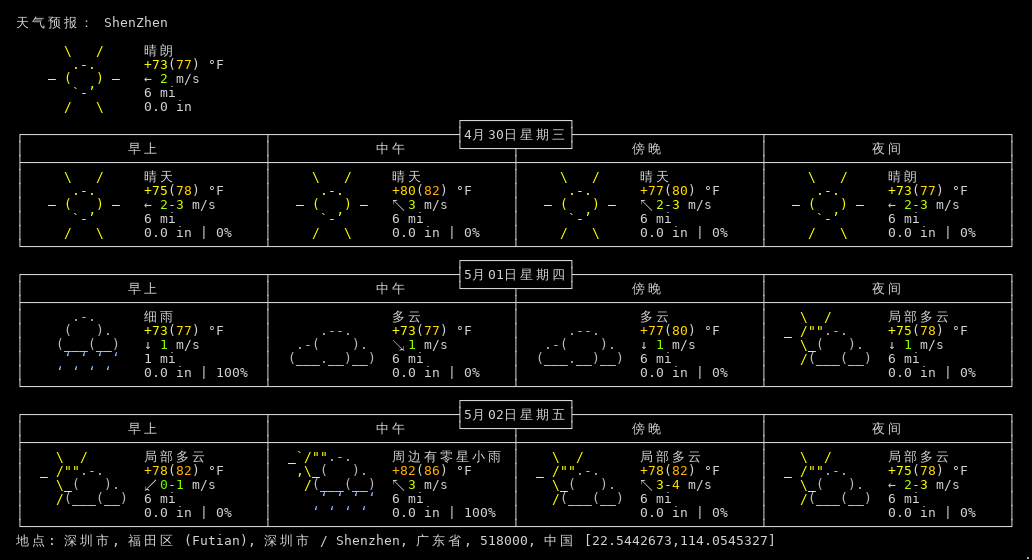 天气预报： ShenZhen
晴朗
+73(77) °F
← 2 m/s
6 mi
0.0 in
4月30日星期三
早上 中午 傍晚 夜间
晴天 晴天 晴天 晴朗
+75(78) °F +80(82) °F +77(80) °F +73(77) °F
← 2-3 m/s ↖ 3 m/s ↖ 2-3 m/s ← 2-3 m/s
6 mi 6 mi 6 mi 6 mi
0.0 in | 0% 0.0 in | 0% 0.0 in | 0% 0.0 in | 0%
5月01日星期四
早上 中午 傍晚 夜间
细雨 多云 多云 局部多云
+73(77) °F +73(77) °F +77(80) °F +75(78) °F
↓ 1 m/s ↘ 1 m/s ↓ 1 m/s ↓ 1 m/s
1 mi 6 mi 6 mi 6 mi
0.0 in | 100% 0.0 in | 0% 0.0 in | 0% 0.0 in | 0%
5月02日星期五
早上 中午 傍晚 夜间
局部多云 周边有零星小雨 局部多云 局部多云
+78(82) °F +82(86) °F +78(82) °F +75(78) °F
↙ 0-1 m/s ↖ 3 m/s ↖ 3-4 m/s ← 2-3 m/s
6 mi 6 mi 6 mi 6 mi
0.0 in | 0% 0.0 in | 100% 0.0 in | 0% 0.0 in | 0%
地点: 深圳市, 福田区 (Futian), 深圳市 / Shenzhen, 广东省, 518000, 中国 [22.5442673,114.0545327]